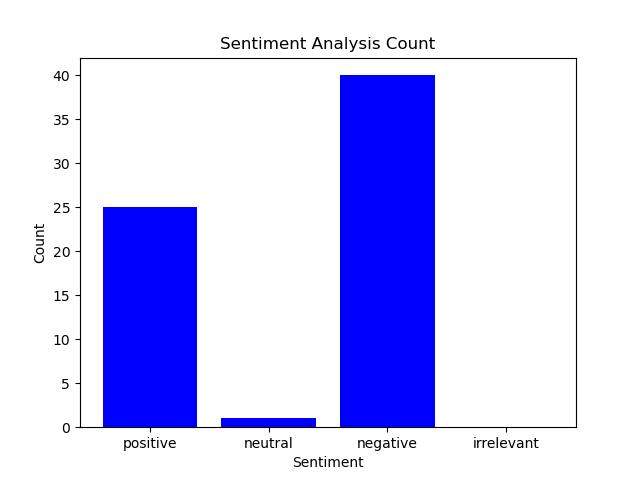 Sentiment Analysis Count
40
35
30
25
20
15
10
5
0
Count
positive neutral negative irrelevant
Sentiment